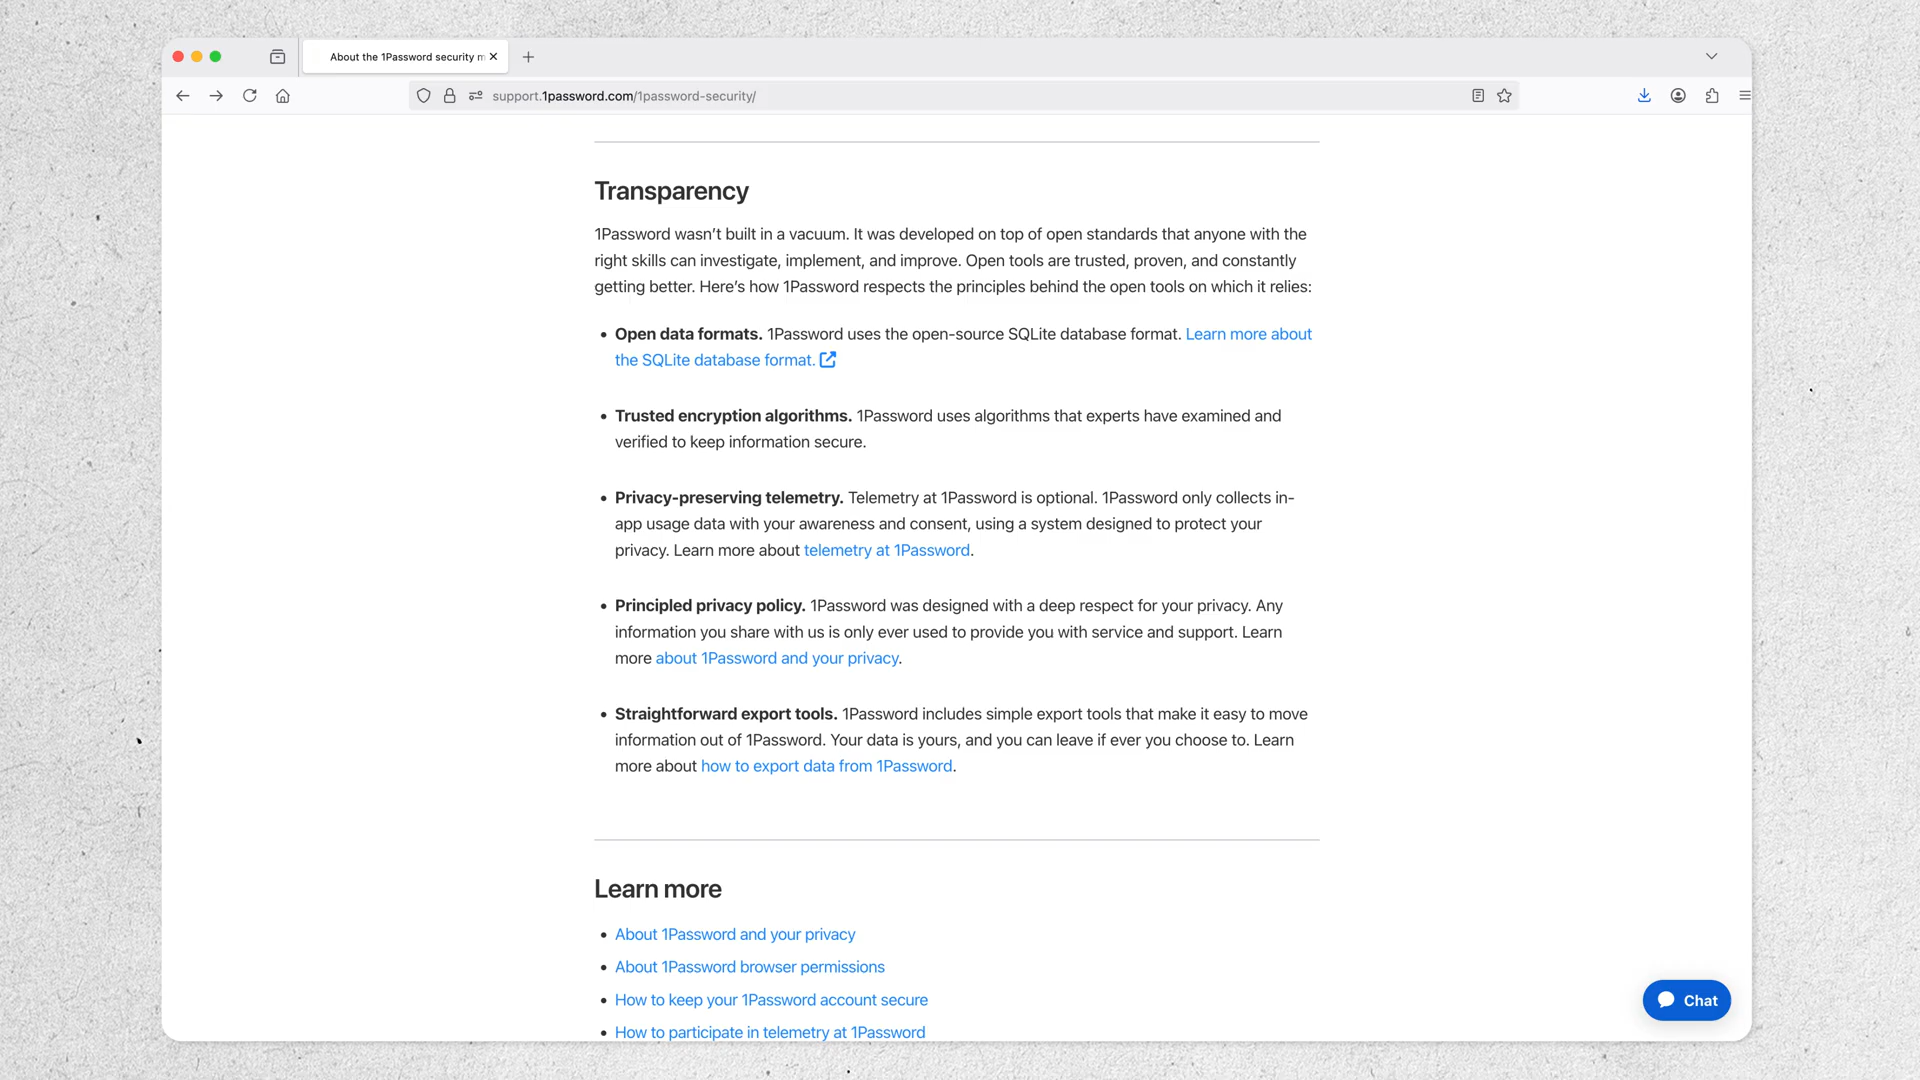 About the 1Password security m
support.1password.com/1password-security/
Transparency
1Password wasn’t built in a vacuum. It was developed on top of open standards that anyone with the
right skills can investigate, implement, and improve. Open tools are trusted, proven, and constantly
getting better. Here’s how 1Password respects the principles behind the open tools on which it relies:
• Open data formats. 1Password uses the open-source SQLite database format. Learn more about
the SQLite database format.
• Trusted encryption algorithms. 1Password uses algorithms that experts have examined and
verified to keep information secure.
• Privacy-preserving telemetry. Telemetry at 1Password is optional. 1Password only collects in-
app usage data with your awareness and consent, using a system designed to protect your
privacy. Learn more about telemetry at 1Password.
• Principled privacy policy. 1Password was designed with a deep respect for your privacy. Any
information you share with us is only ever used to provide you with service and support. Learn
more about 1Password and your privacy.
• Straightforward export tools. 1Password includes simple export tools that make it easy to move
information out of 1Password. Your data is yours, and you can leave if ever you choose to. Learn
more about how to export data from 1Password.
Learn more
• About 1Password and your privacy
• About 1Password browser permissions
• How to keep your 1Password account secure
• How to participate in telemetry at 1Password
Chat